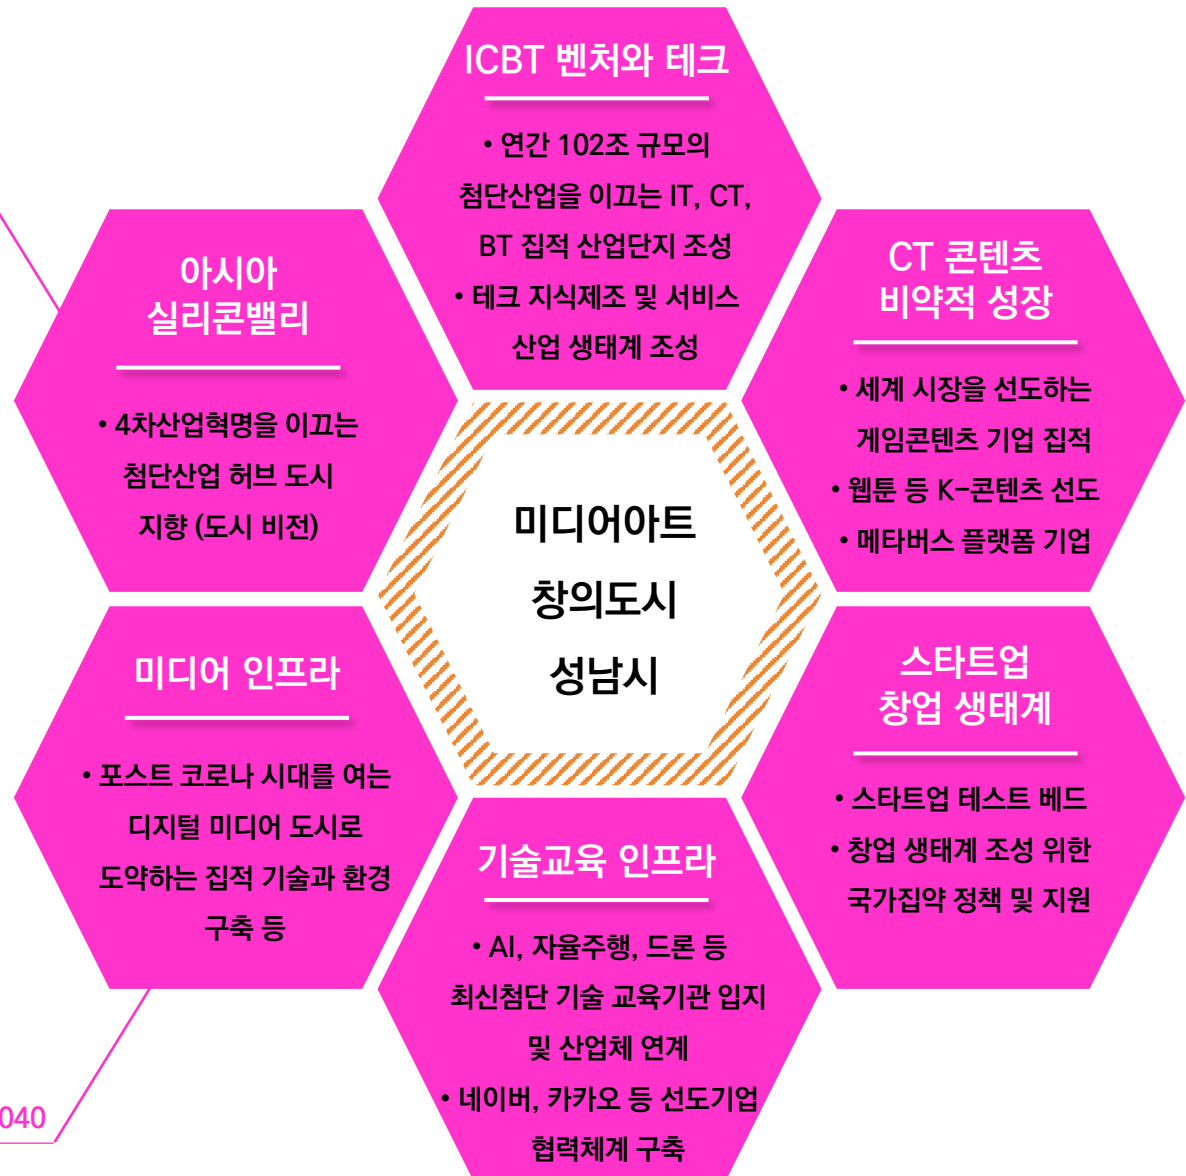 ICBT 벤처와 테크
• 연간 102조 규모의
첨단산업을 이끄는 IT, CT,
BT 집적 산업단지 조성
• 테크 지식제조 및 서비스
산업 생태계 조성
아시아
실리콘밸리
• 4차산업혁명을 이끄는
첨단산업 허브 도시
지향 (도시 비전)
CT 콘텐츠
비약적 성장
• 세계 시장을 선도하는
게임콘텐츠 기업 집적
• 웹툰 등 K-콘텐츠 선도
• 메타버스 플랫폼 기업
미디어아트
창의도시
성남시
미디어 인프라
• 포스트 코로나 시대를 여는
디지털 미디어 도시로
도약하는 집적 기술과 환경
구축 등
스타트업
창업 생태계
• 스타트업 테스트 베드
• 창업 생태계 조성 위한
국가집약 정책 및 지원
기술교육 인프라
• AI, 자율주행, 드론 등
최신첨단 기술 교육기관 입지
및 산업체 연계
• 네이버, 카카오 등 선도기업
협력체계 구축
040